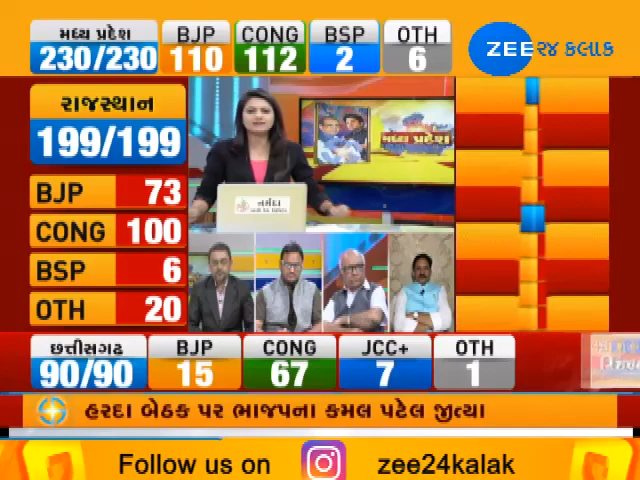 મધ્ય પ્રદેશ BJP CONG BSP OTH
230/230 110 112 2 6
ZEE ૨૪ કલાક
રાજસ્થાન
199/199
BJP 73
CONG 100
BSP 6
OTH 20
મધ્ય પ્રદેશ
નર્મદા
છત્તીસગઢ BJP CONG JCC+ OTH
90/90 15 67 7 1
હરદા બેઠક પર ભાજપના કમલ પટેલ જીત્યા
Follow us on zee24kalak